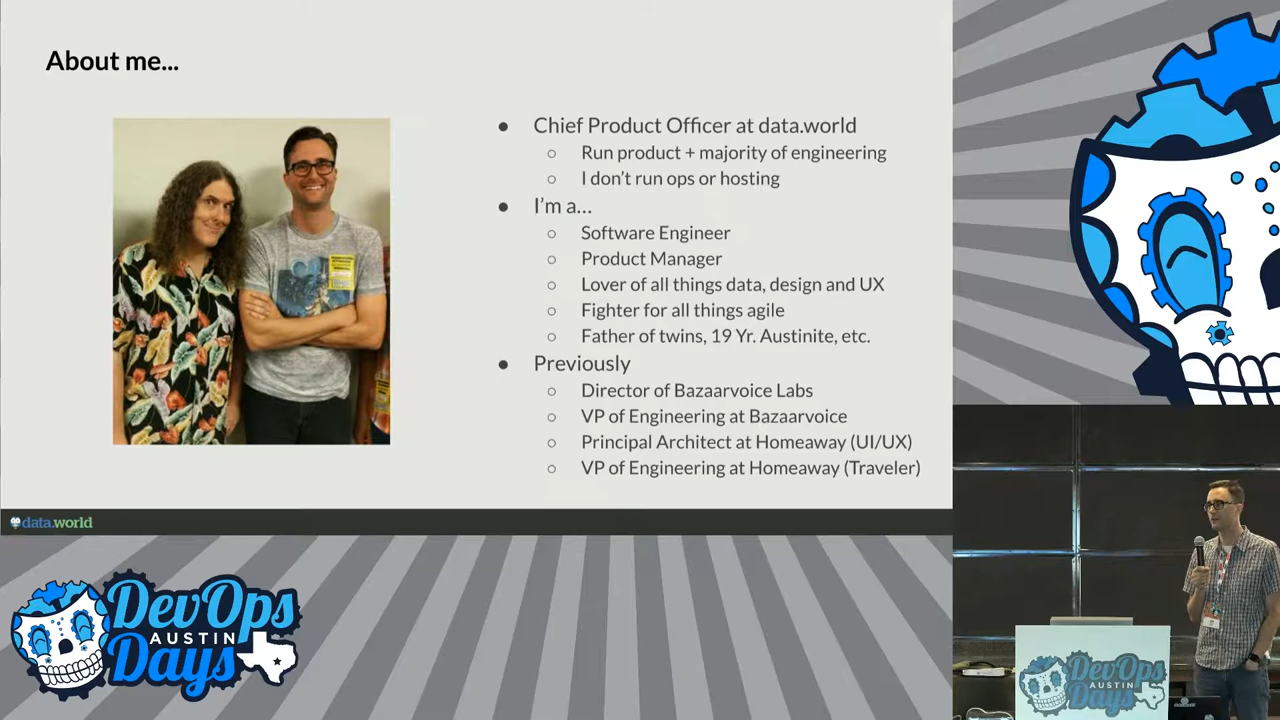 About me...
Chief Product Officer at data.world
Run product + majority of engineering
I don't run ops or hosting
I'm a...
Software Engineer
Product Manager
Lover of all things data, design and UX
Fighter for all things agile
Father of twins, 19 Yr. Austinite, etc.
Previously
Director of Bazaarvoice Labs
VP of Engineering at Bazaarvoice
Principal Architect at Homeaway (UI/UX)
VP of Engineering at Homeaway (Traveler)
data.world
DevOps
AUSTIN
Days
DevOps
AUSTIN
Days